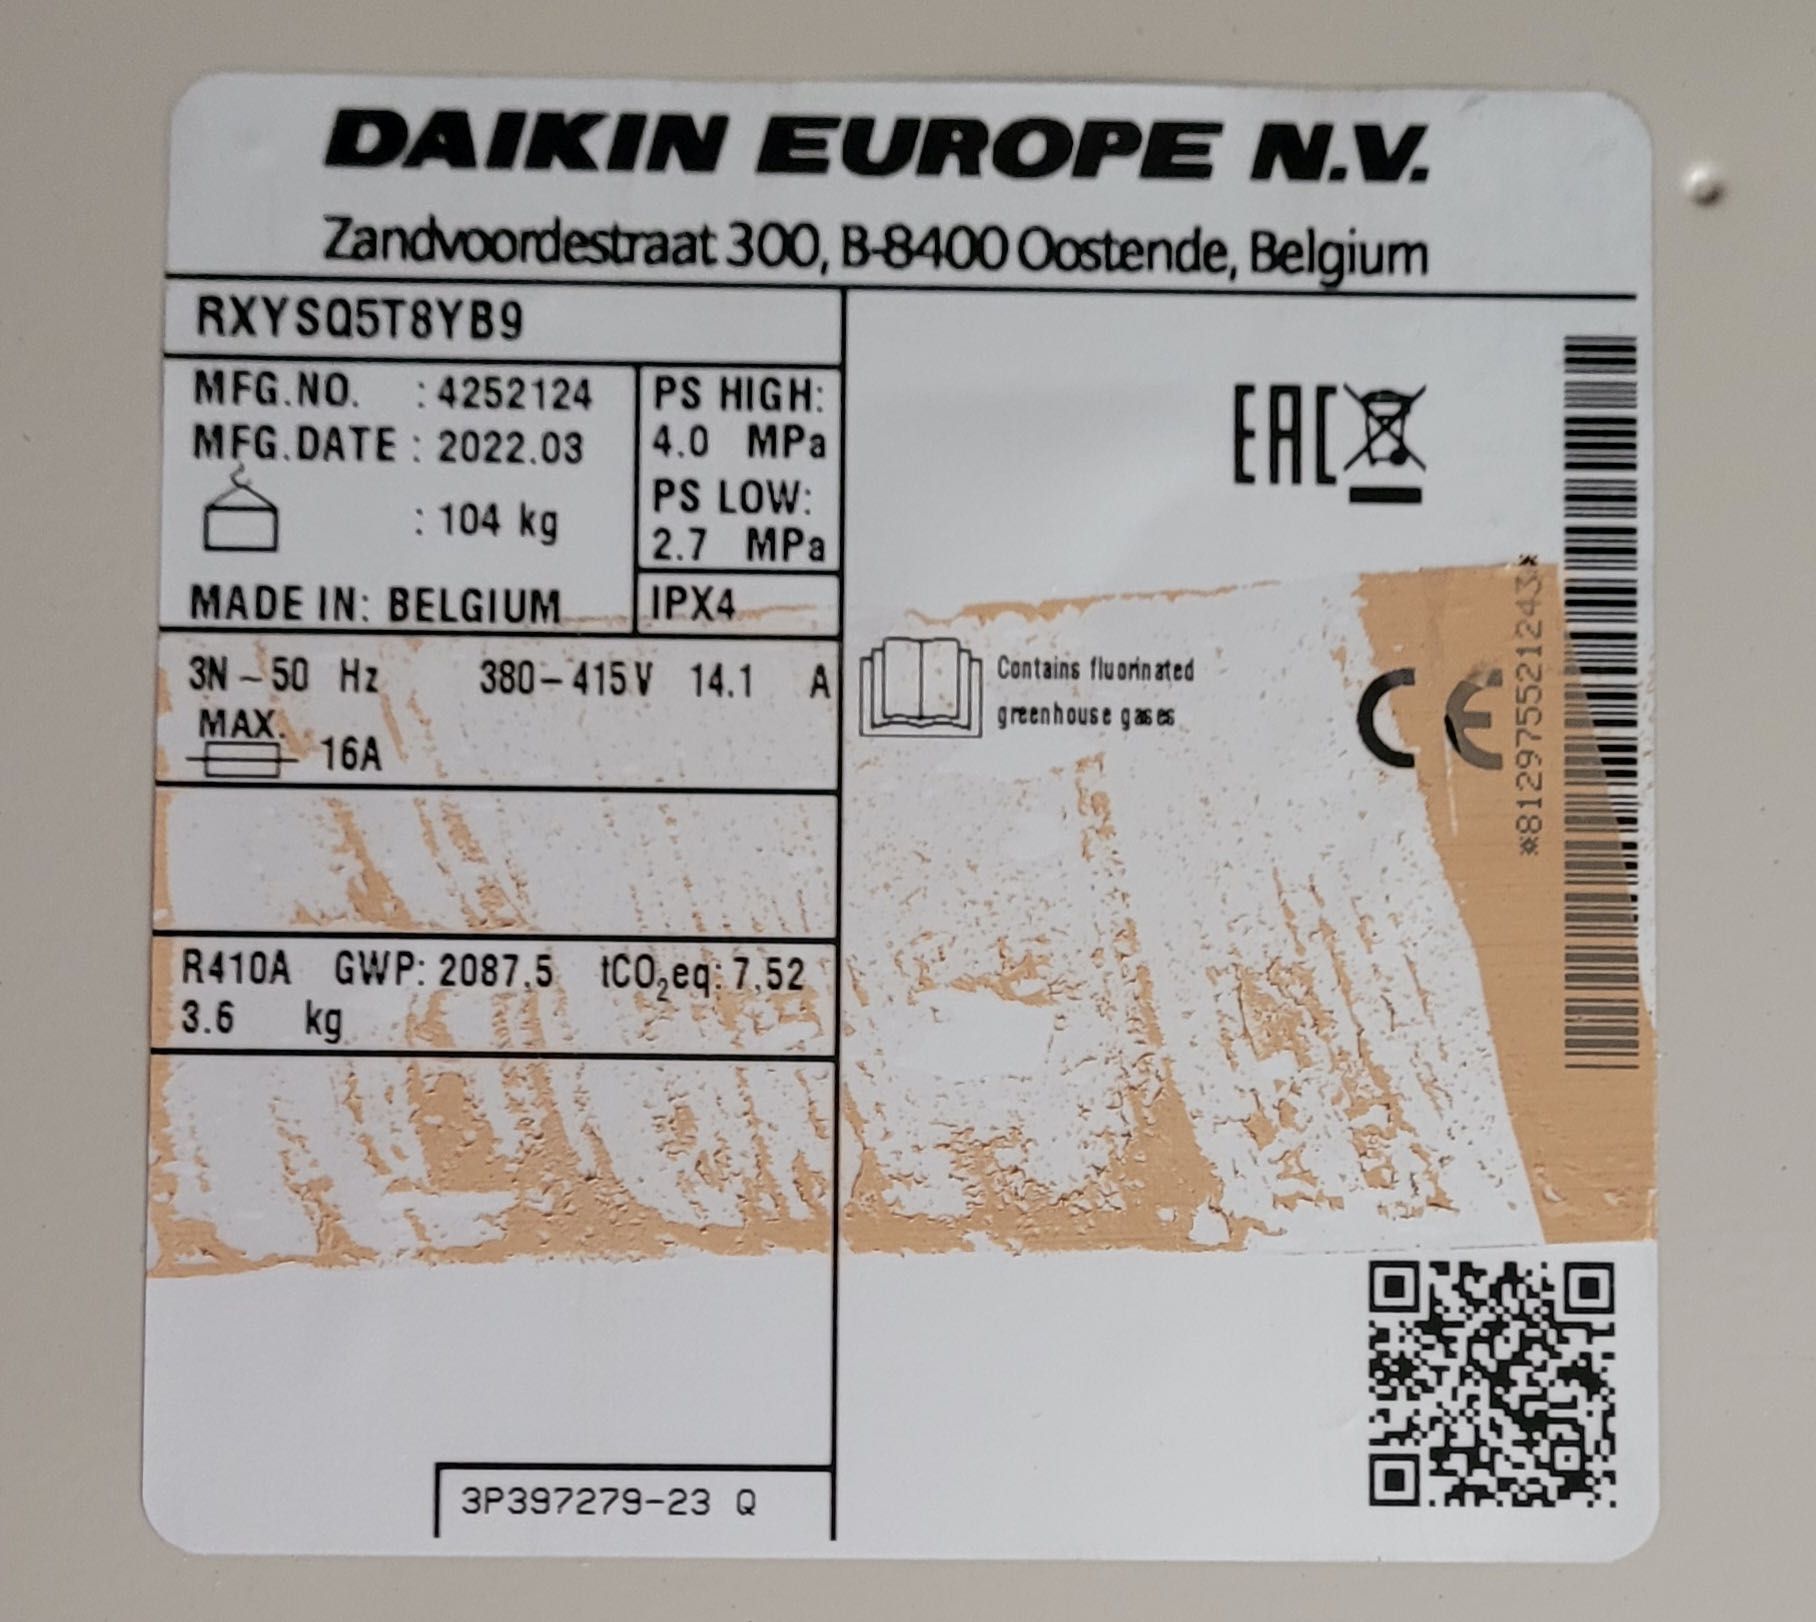 DAIKIN EUROPE N.V.
Zandvoordestraat 300, B-8400 Oostende, Belgium
RXYSQ5T8YB9
MFG.NO. : 4252124
MFG.DATE : 2022.03
: 104 kg
MADE IN: BELGIUM
PS HIGH:
4.0 MPa
PS LOW:
2.7 MPa
IPX4
3N~50 Hz 380-415V 14.1 A
MAX.
16A
R410A GWP: 2087,5 tCO₂eq: 7,52
3.6 kg
3P397279-23 Q
EAC
Contains fluorinated
greenhouse gases
CE
*812975521243*